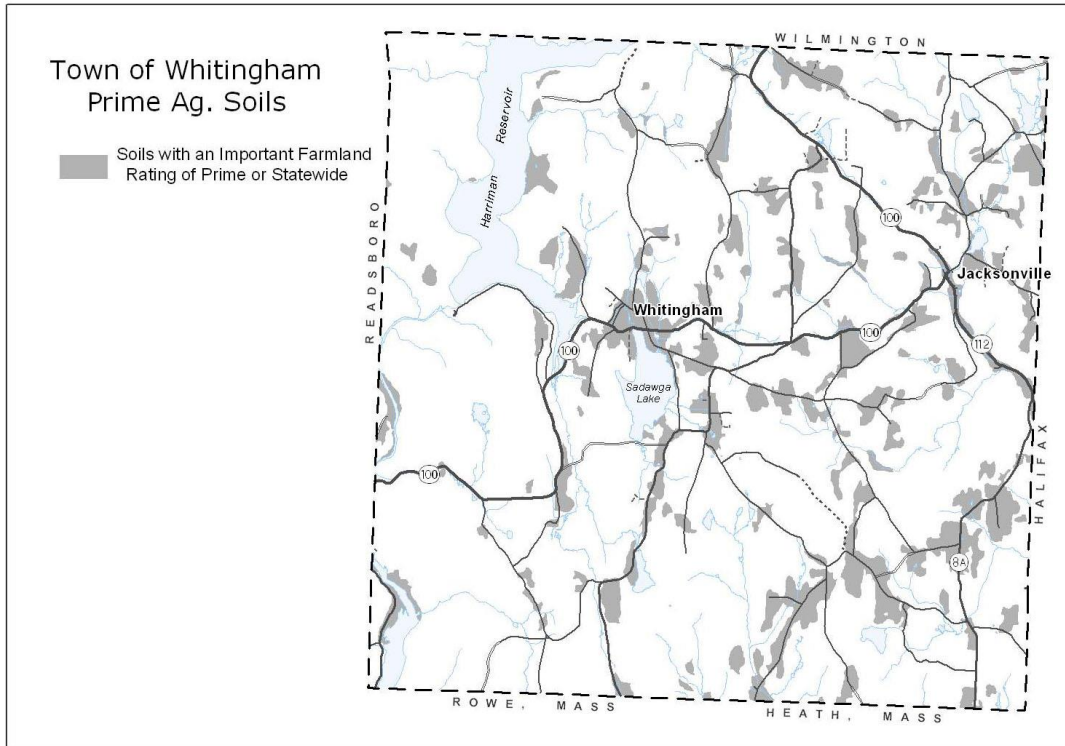 Town of Whitingham
Prime Ag. Soils
Soils with an Important Farmland
Rating of Prime or Statewide
WILMINGTON
Harriman Reservoir
READSBORO
100
Jacksonville
Whitingham
100
100
112
Sadawga
Lake
100
HALIFAX
8A
ROWE, MASS
HEATH, MASS